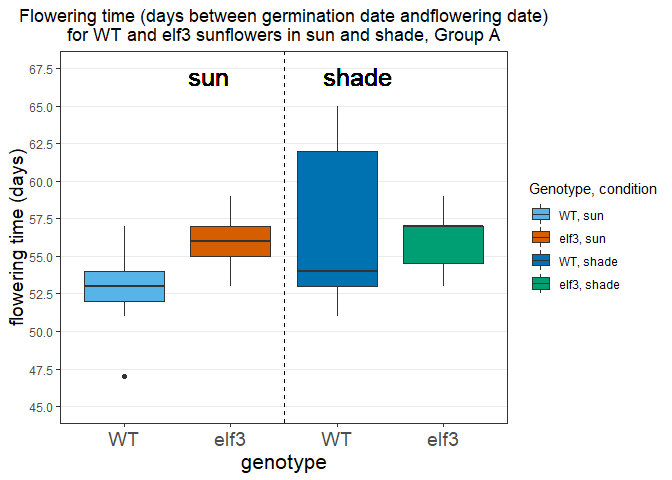 Flowering time (days between germination date andflowering date)
for WT and elf3 sunflowers in sun and shade, Group A
sun
shade
67.5
65.0
62.5
60.0
57.5
55.0
52.5
50.0
47.5
45.0
flowering time (days)
WT
elf3
WT
elf3
genotype
Genotype, condition
WT, sun
elf3, sun
WT, shade
elf3, shade